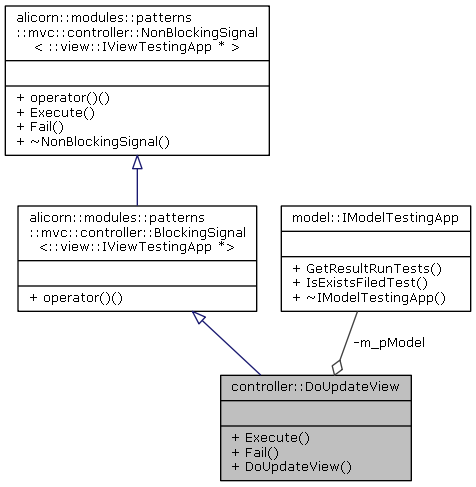 alicorn::modules::patterns
::mvc::controller::NonBlockingSignal
< ::view::IViewTestingApp * >
+ operator()()
+ Execute()
+ Fail()
+ ~NonBlockingSignal()
alicorn::modules::patterns
::mvc::controller::BlockingSignal
<::view::IViewTestingApp *>
+ operator()()
model::IModelTestingApp
+ GetResultRunTests()
+ IsExistsFiledTest()
+ ~IModelTestingApp()
-m_pModel
controller::DoUpdateView
+ Execute()
+ Fail()
+ DoUpdateView()